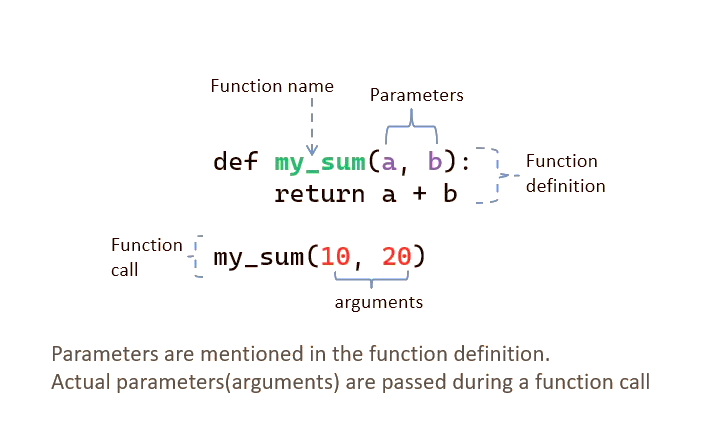 Function name
Parameters
def my_sum(a, b):
return a + b
Function
definition
Function
call
my_sum(10, 20)
arguments
Parameters are mentioned in the function definition.
Actual parameters(arguments) are passed during a function call